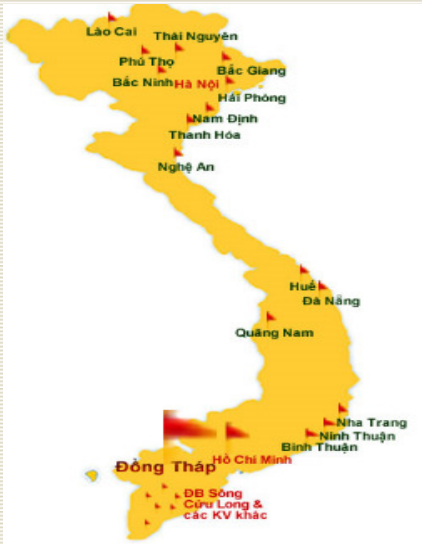 Lào Cai
Thái Nguyên
Phú Thọ
Bắc Giang
Bắc Ninh
Hà Nội
Hải Phòng
Nam Định
Thanh Hóa
Nghệ An
Huế
Đà Nẵng
Quãng Nam
Nha Trang
Ninh Thuận
Bình Thuận
Hồ Chí Minh
Đồng Tháp
ĐB Sông
Cửu Long &
các KV khác